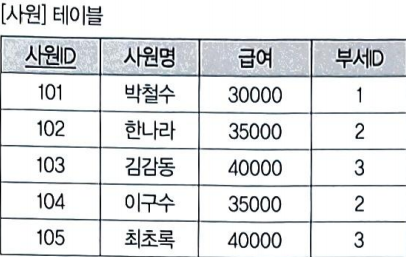 [사원] 테이블
사원ID 사원명 급여 부세D
101 박철수 30000 1
102 한나라 35000 2
103 김감동 40000 3
104 이구수 35000 2
105 최초록 40000 3